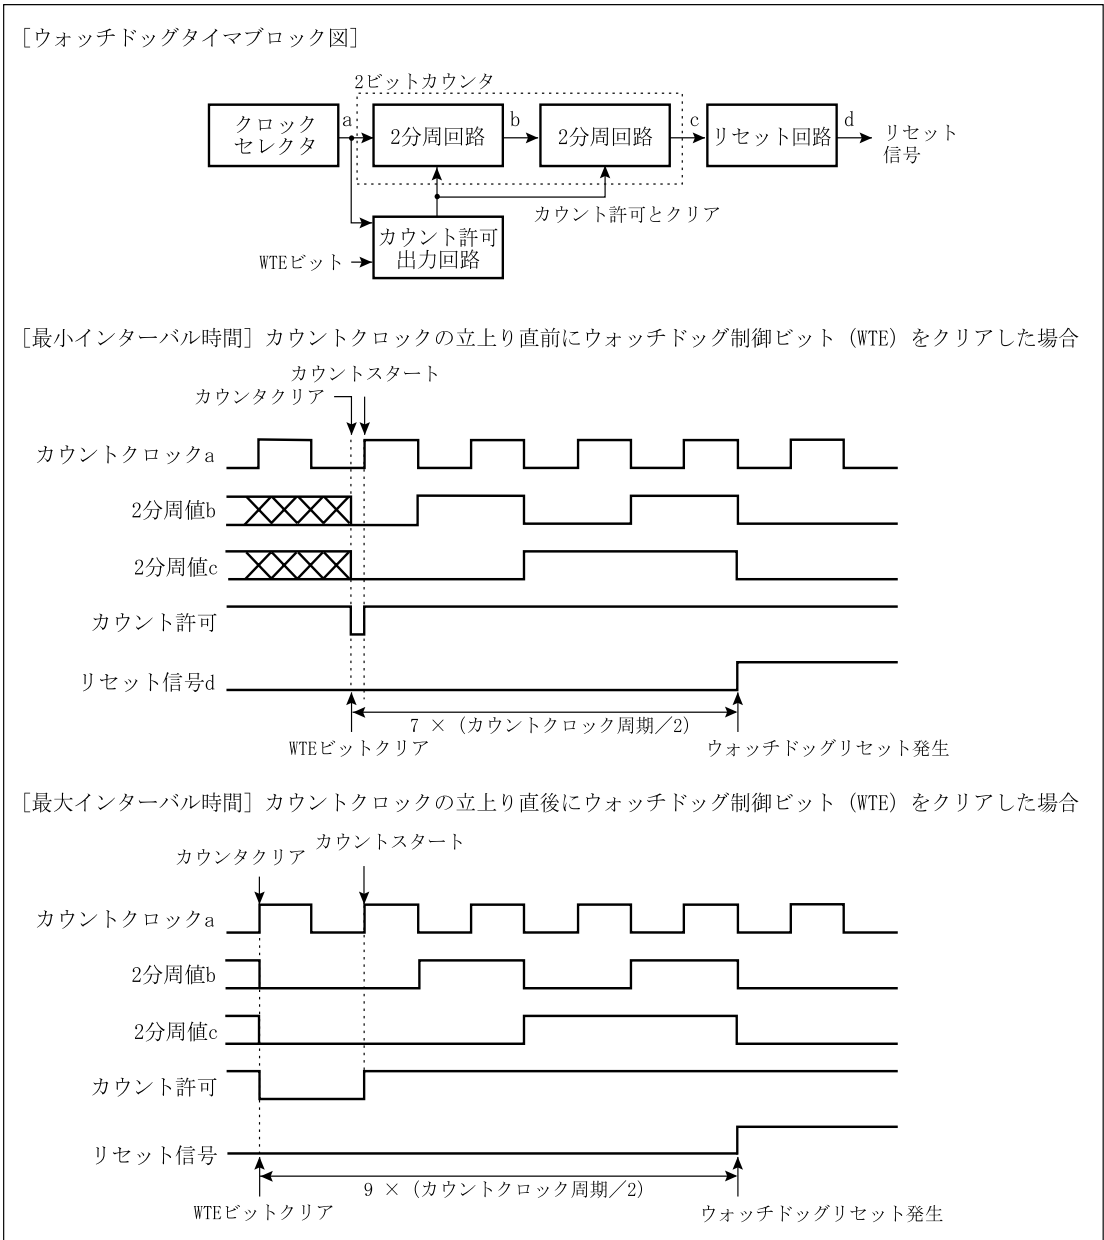 [ウォッチドッグタイマブロック図]
2ビットカウンタ
クロック
セレクタ
a
2分周回路
b
2分周回路
c
リセット回路
d
リセット
信号
カウント許可とクリア
カウント許可
出力回路
WTEビット
[最小インターバル時間] カウントクロックの立上り直前にウォッチドッグ制御ビット (WTE) をクリアした場合
カウントスタート
カウンタクリア
カウントクロックa
2分周値b
2分周値c
カウント許可
リセット信号d
7 × (カウントクロック周期／2)
WTEビットクリア
ウォッチドッグリセット発生
[最大インターバル時間] カウントクロックの立上り直後にウォッチドッグ制御ビット (WTE) をクリアした場合
カウントスタート
カウンタクリア
カウントクロックa
2分周値b
2分周値c
カウント許可
リセット信号
9 × (カウントクロック周期／2)
WTEビットクリア
ウォッチドッグリセット発生